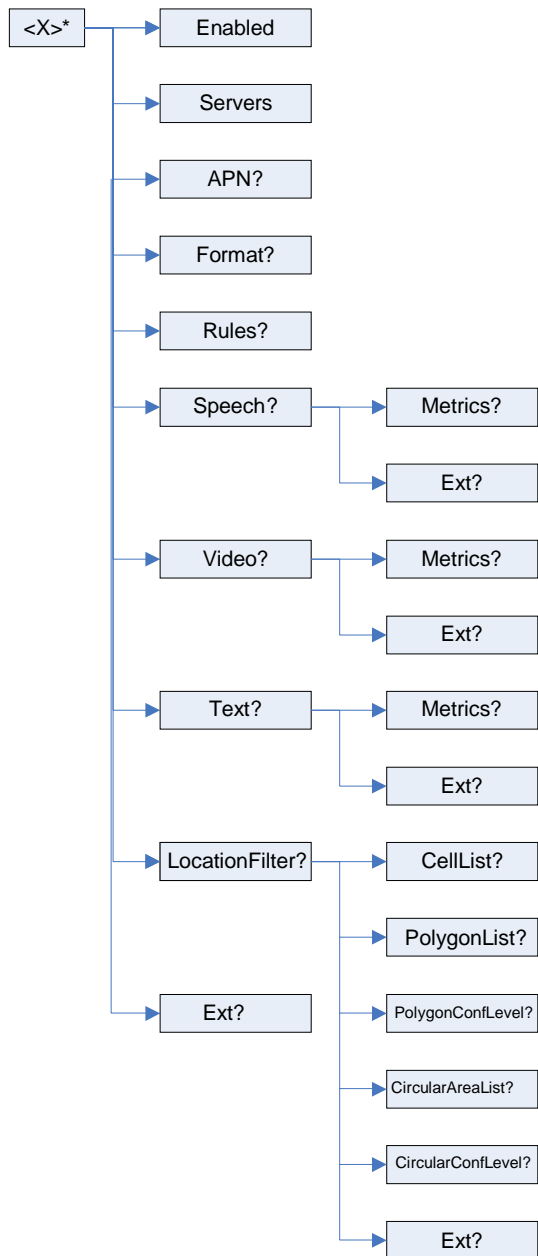 <X>*
Enabled
Servers
APN?
Format?
Rules?
Speech?
Metrics?
Ext?
Video?
Metrics?
Ext?
Text?
Metrics?
Ext?
LocationFilter?
CellList?
PolygonList?
PolygonConfLevel?
Ext?
CircularAreaList?
CircularConfLevel?
Ext?